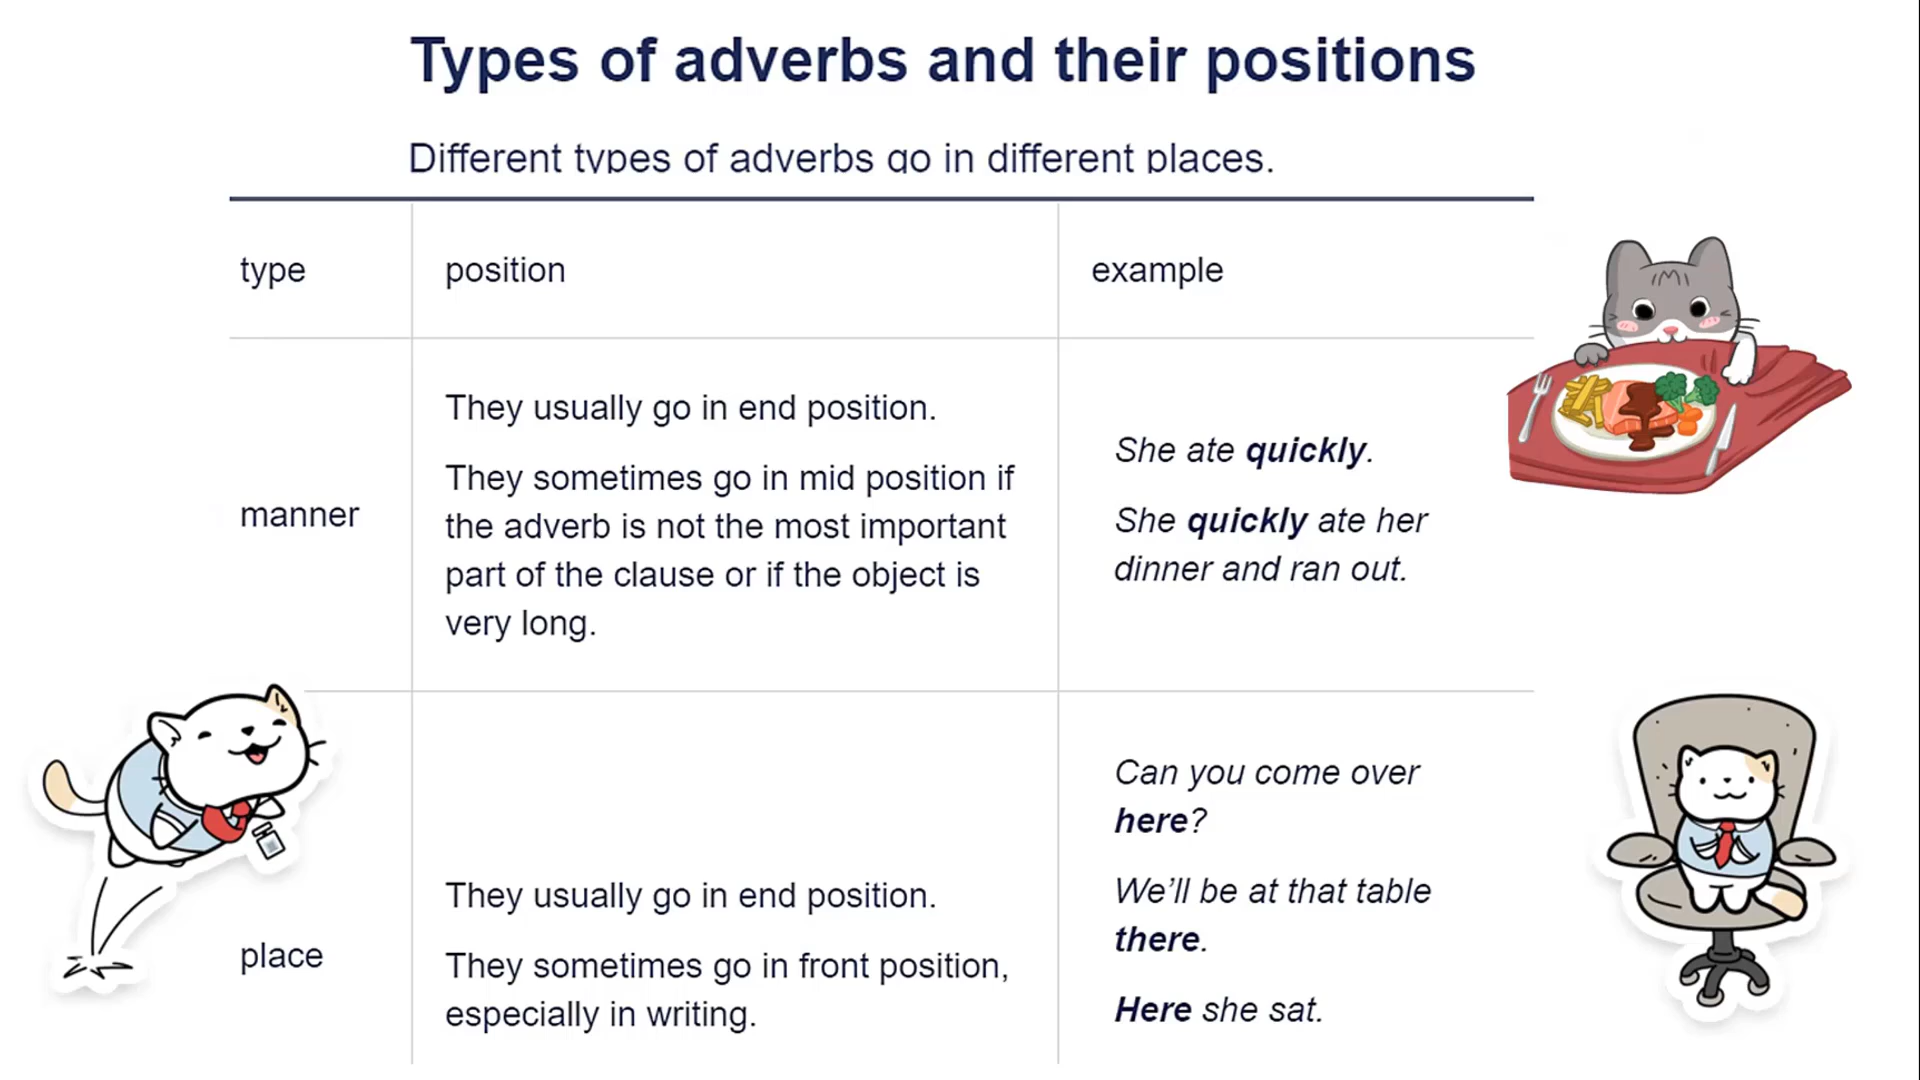 Types of adverbs and their positions
Different types of adverbs go in different places.
type
position
example
manner
They usually go in end position.
They sometimes go in mid position if
the adverb is not the most important
part of the clause or if the object is
very long.
She ate quickly.
She quickly ate her
dinner and ran out.
place
They usually go in end position.
They sometimes go in front position,
especially in writing.
Can you come over
here?
We’ll be at that table
there.
Here she sat.